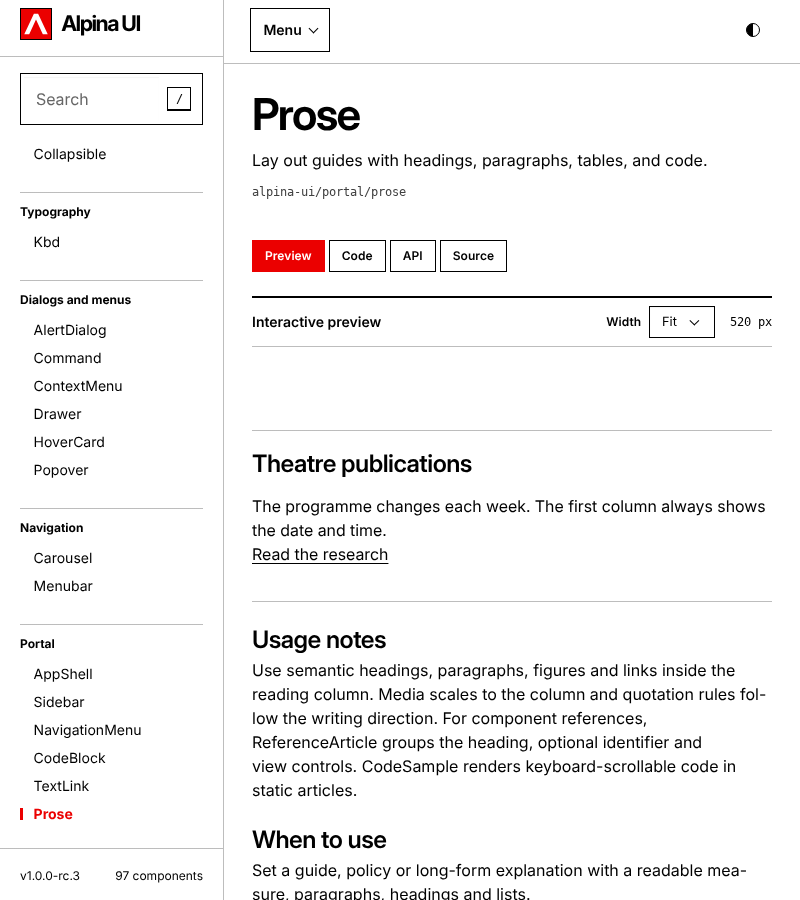 Alpina UI
Search
/
Collapsible
Typography
Kbd
Dialogs and menus
AlertDialog
Command
ContextMenu
Drawer
HoverCard
Popover
Navigation
Carousel
Menubar
Portal
AppShell
Sidebar
NavigationMenu
CodeBlock
TextLink
Prose
v1.0.0-rc.3
97 components
Menu
Prose
Lay out guides with headings, paragraphs, tables, and code.
alpina-ui/portal/prose
Preview
Code
API
Source
Interactive preview
Width
Fit
520 px
Theatre publications
The programme changes each week. The first column always shows
the date and time.
Read the research
Usage notes
Use semantic headings, paragraphs, figures and links inside the
reading column. Media scales to the column and quotation rules fol-
low the writing direction. For component references,
ReferenceArticle groups the heading, optional identifier and
view controls. CodeSample renders keyboard-scrollable code in
static articles.
When to use
Set a guide, policy or long-form explanation with a readable mea-
sure, paragraphs, headings and lists.